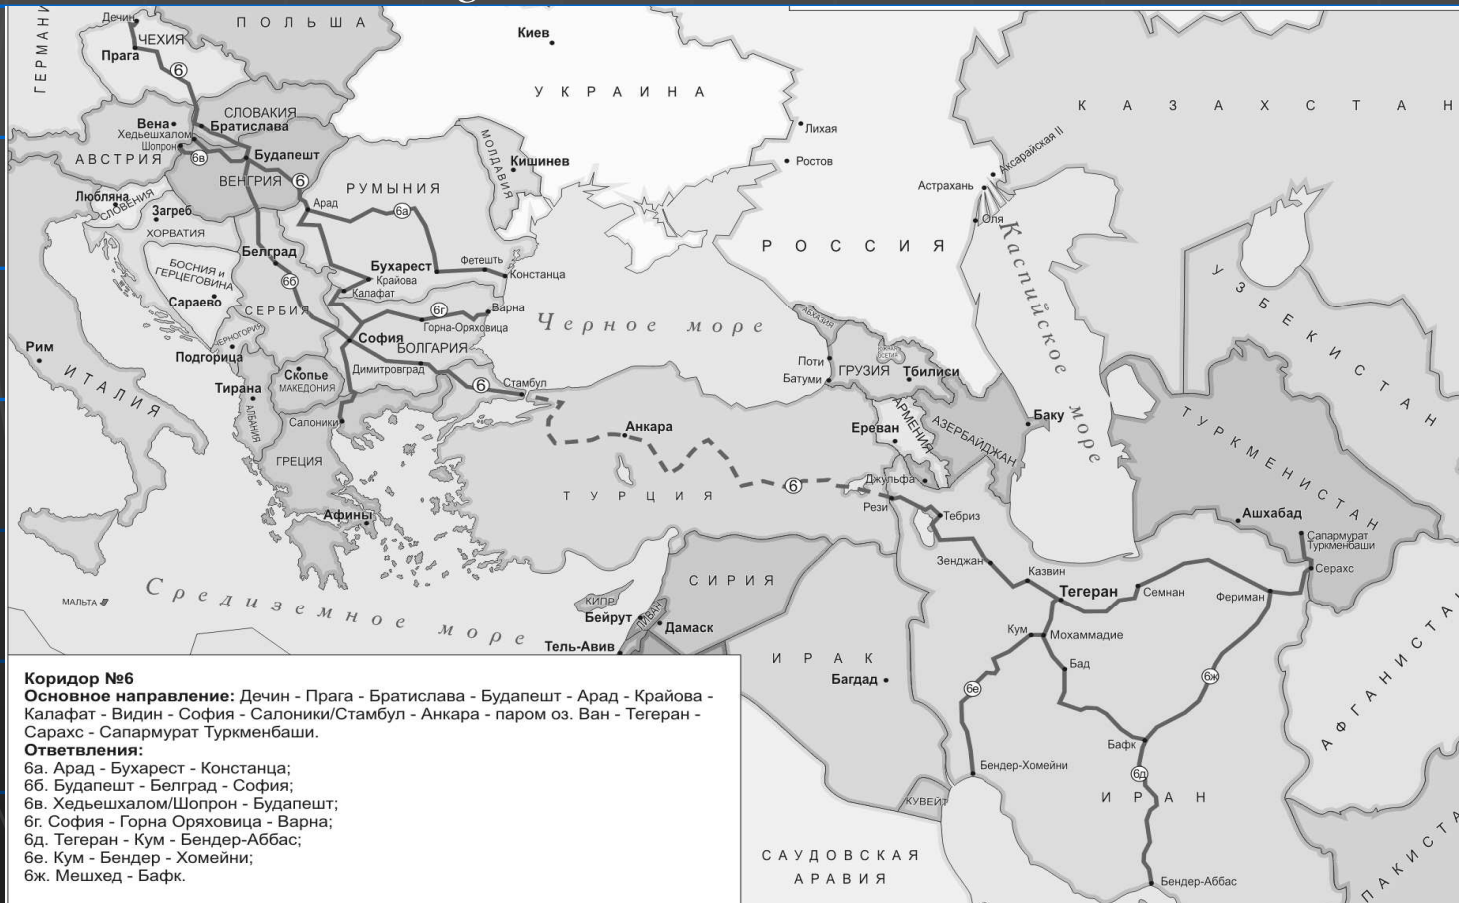 Дечин
ПОЛЬША
ГЕРМАНИ
ЧЕХИЯ
Прага
6
Киев
УКРАИНА
КАЗАХСТАН
СЛОВАКИЯ
Вена
Братислава
Хедьешхалом
Шопрон
6в
АВСТРИЯ
Будапешт
ВЕНГРИЯ
6
РУМЫНИЯ
МОЛДАВИЯ
Кишинев
Лихая
Ростов
Аксарайская II
Астрахань
Оля
Любляна
СЛОВЕНИЯ
Загреб
ХОРВАТИЯ
Арад
6а
РОССИЯ
Каспийское море
УЗБЕКИСТАН
Белград
БОСНИЯ и
ГЕРЦЕГОВИНА
Сараево
6б
СЕРБИЯ
Бухарест
Фетешть
Констанца
Крайова
Калафат
6г
Варна
Горна-Оряховица
Черное море
АБХАЗИЯ
ЧЕРНОГОРИЯ
Подгорица
София
БОЛГАРИЯ
Рим
ИТАЛИЯ
Скопье
МАКЕДОНИЯ
Димитровград
Тирана
АЛБАНИЯ
6
Стамбул
Поти
Батуми
ГРУЗИЯ
Тбилиси
Салоники
ГРЕЦИЯ
Анкара
Ереван
АРМЕНИЯ
АЗЕРБАЙДЖАН
Баку
ТУРКМЕНИСТАН
ТУРЦИЯ
6
Джульфа
Рези
Тебриз
Афины
Ашхабад
Сапармурат
Туркменбаши
Серахс
Зенджан
Казвин
Тегеран
Семнан
Фериман
МАЛЬТА
Средиземное море
СИРИЯ
КИПР
Бейрут
ЛИВАН
Дамаск
Тель-Авив
ИРАК
Багдад
Кум
Мохаммадие
Бад
6е
6ж
АФГАНИСТА
Бафк
Бендер-Хомейни
6д
ИРАН
КУВЕЙТ
САУДОВСКАЯ
АРАВИЯ
Бендер-Аббас
ПАКИСТА
Коридор №6
Основное направление: Дечин - Прага - Братислава - Будапешт - Арад - Крайова -
Калафат - Видин - София - Салоники/Стамбул - Анкара - паром оз. Ван - Тегеран -
Сарахс - Сапармурат Туркменбаши.
Ответвления:
6а. Арад - Бухарест - Констанца;
6б. Будапешт - Белград - София;
6в. Хедьешхалом/Шопрон - Будапешт;
6г. София - Горна Оряховица - Варна;
6д. Тегеран - Кум - Бендер-Аббас;
6е. Кум - Бендер - Хомейни;
6ж. Мешхед - Бафк.